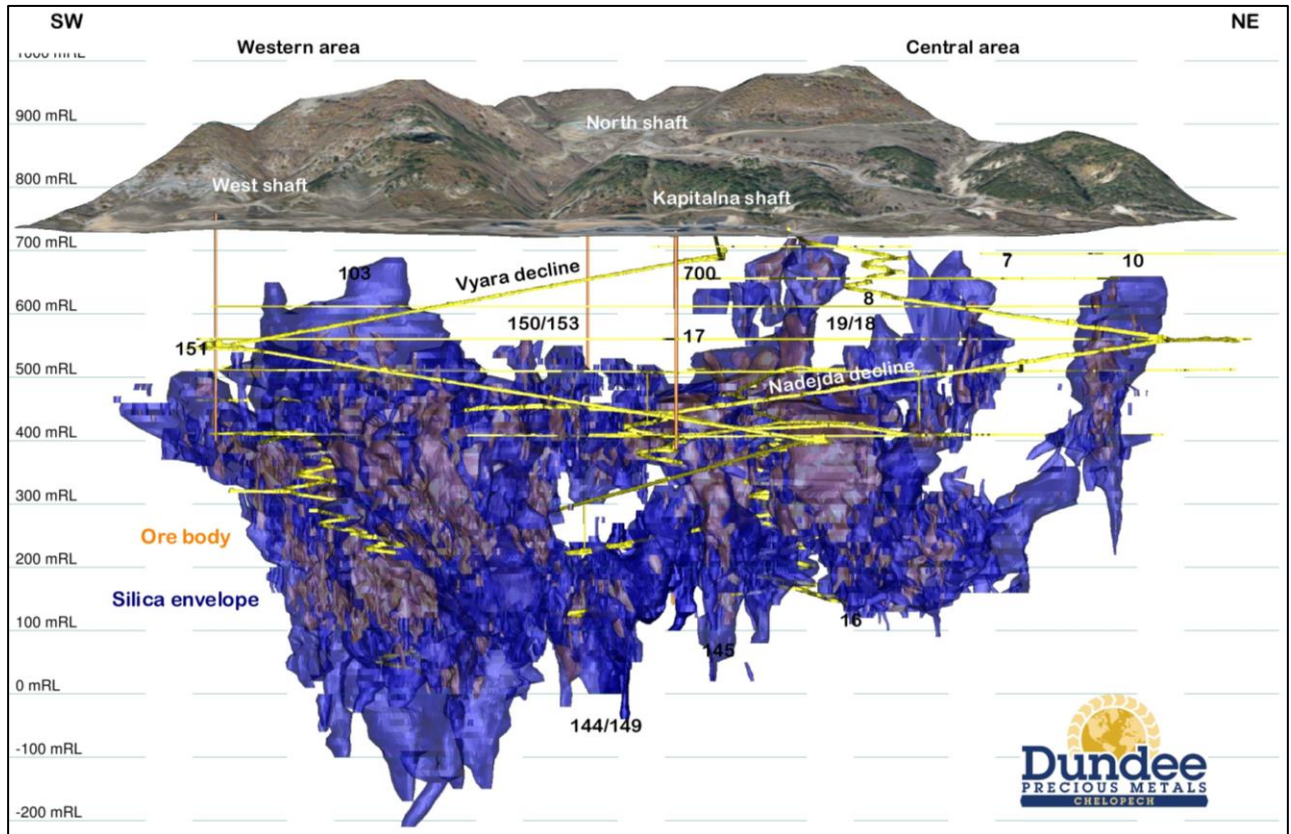 SW
NE
Western area
Central area
1000 mRL
900 mRL
North shaft
800 mRL
West shaft
Kapitalna shaft
700 mRL
103
Vyara decline
700
7
10
8
600 mRL
150/153
17
19/18
151
500 mRL
Nadejda decline
400 mRL
300 mRL
Ore body
200 mRL
Silica envelope
100 mRL
16
145
0 mRL
144/149
-100 mRL
-200 mRL
Dundee
PRECIOUS METALS
CHELOPECH